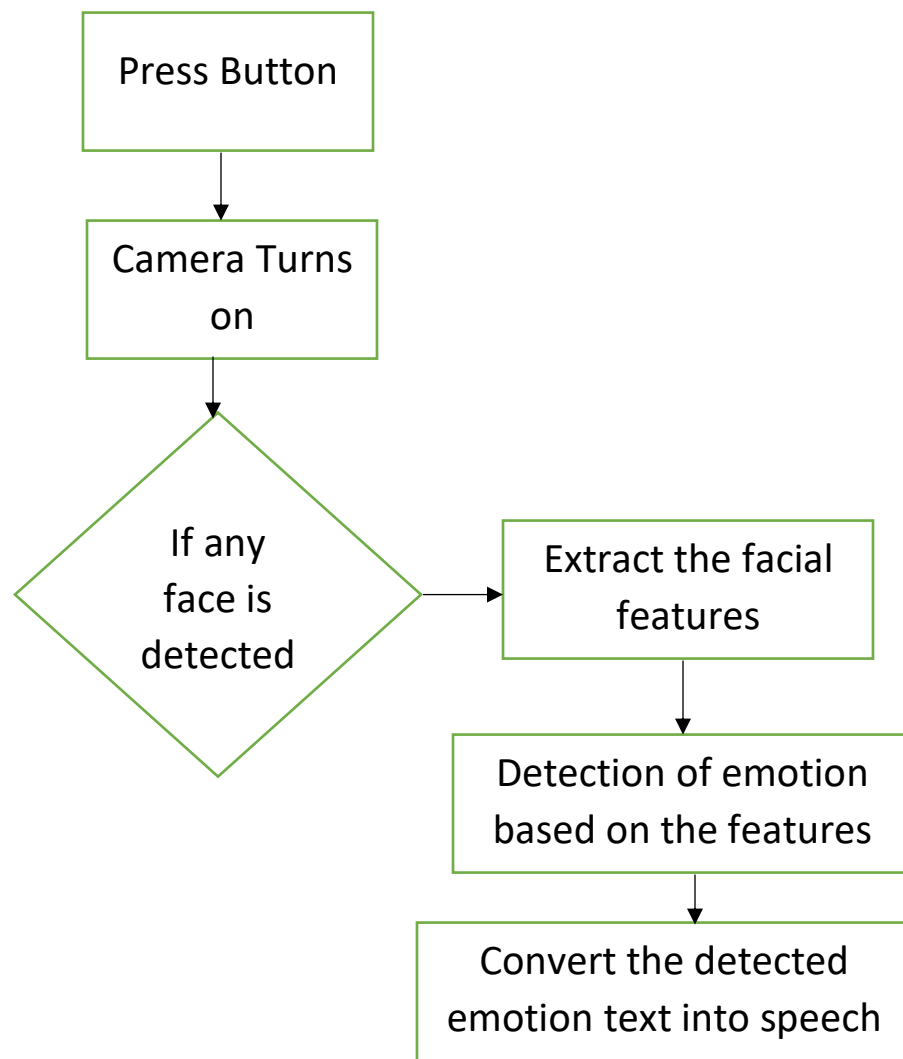 Press Button
Camera Turns
on
If any
face is
detected
Extract the facial
features
Detection of emotion
based on the features
Convert the detected
emotion text into speech